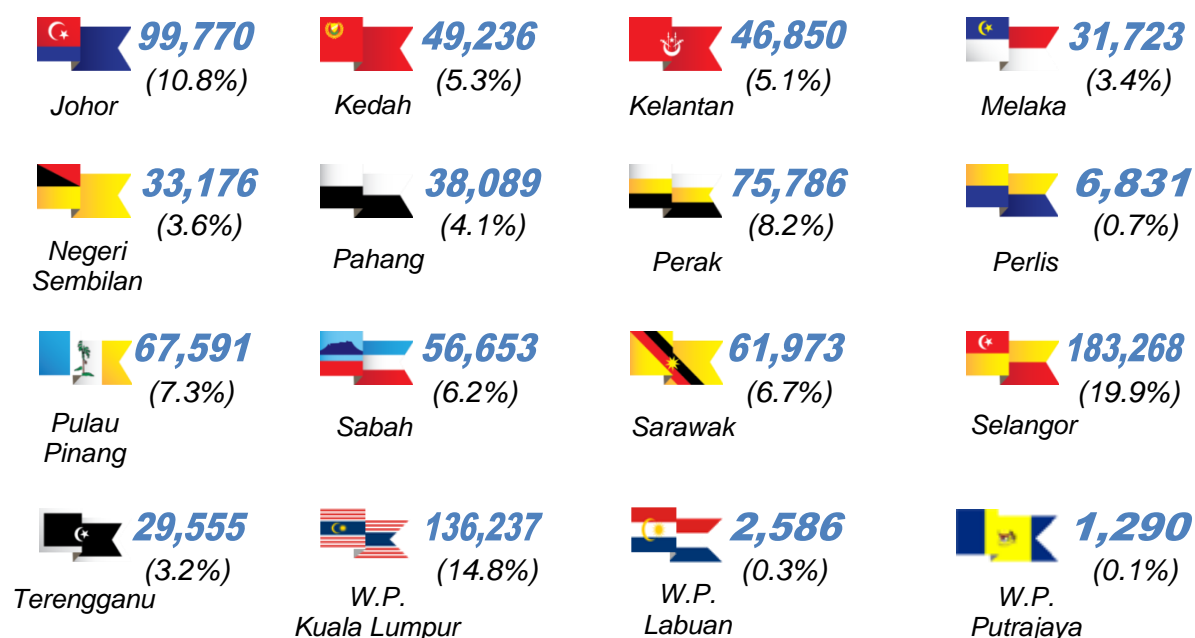 99,770
(10.8%)
Johor
49,236
(5.3%)
Kedah
46,850
(5.1%)
Kelantan
31,723
(3.4%)
Melaka
33,176
(3.6%)
Negeri
Sembilan
38,089
(4.1%)
Pahang
75,786
(8.2%)
Perak
6,831
(0.7%)
Perlis
67,591
(7.3%)
Pulau
Pinang
56,653
(6.2%)
Sabah
61,973
(6.7%)
Sarawak
183,268
(19.9%)
Selangor
29,555
(3.2%)
Terengganu
136,237
(14.8%)
W.P.
Kuala Lumpur
2,586
(0.3%)
W.P.
Labuan
1,290
(0.1%)
W.P.
Putrajaya